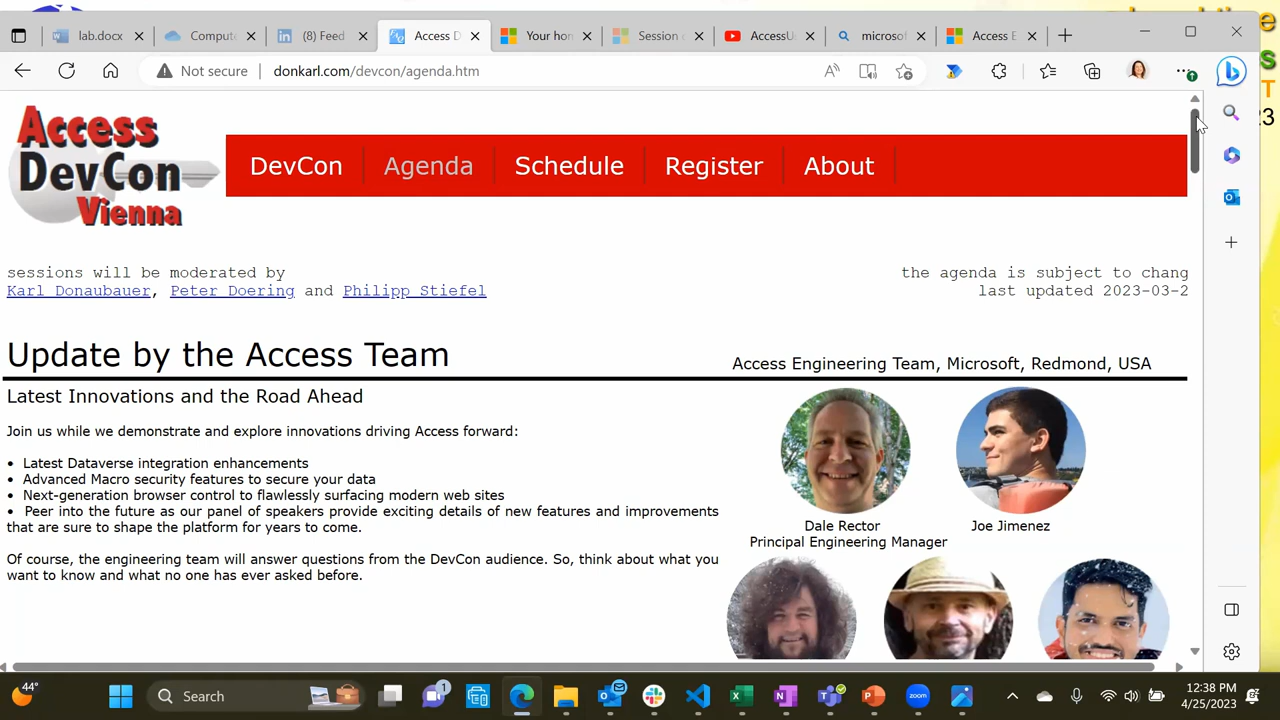 lab.docx
Compute
(8) Feed
Access D
Your ho
Session o
AccessU
microsof
Access E
Not secure
donkarl.com/devcon/agenda.htm
Access
DevCon
Vienna
DevCon
Agenda
Schedule
Register
About
sessions will be moderated by
Karl Donaubauer, Peter Doering and Philipp Stiefel
the agenda is subject to chang
last updated 2023-03-2
Update by the Access Team
Access Engineering Team, Microsoft, Redmond, USA
Latest Innovations and the Road Ahead
Join us while we demonstrate and explore innovations driving Access forward:
• Latest Dataverse integration enhancements
• Advanced Macro security features to secure your data
• Next-generation browser control to flawlessly surfacing modern web sites
• Peer into the future as our panel of speakers provide exciting details of new features and improvements
that are sure to shape the platform for years to come.
Of course, the engineering team will answer questions from the DevCon audience. So, think about what you
want to know and what no one has ever asked before.
Dale Rector
Principal Engineering Manager
Joe Jimenez
44°
Search
1
zoom
12:38 PM
4/25/2023